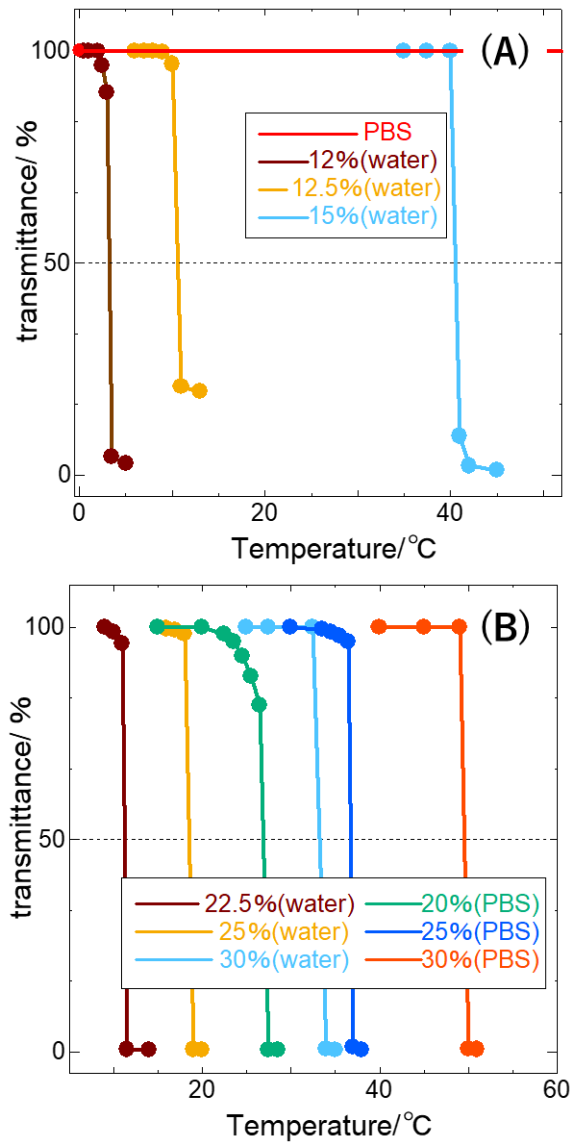 100
(A)
PBS
12%(water)
12.5%(water)
15%(water)
transmittance/ %
50
0
0
20
40
Temperature/°C
100
(B)
transmittance/ %
50
22.5%(water)
20%(PBS)
25%(water)
25%(PBS)
30%(water)
30%(PBS)
0
20
40
60
Temperature/°C